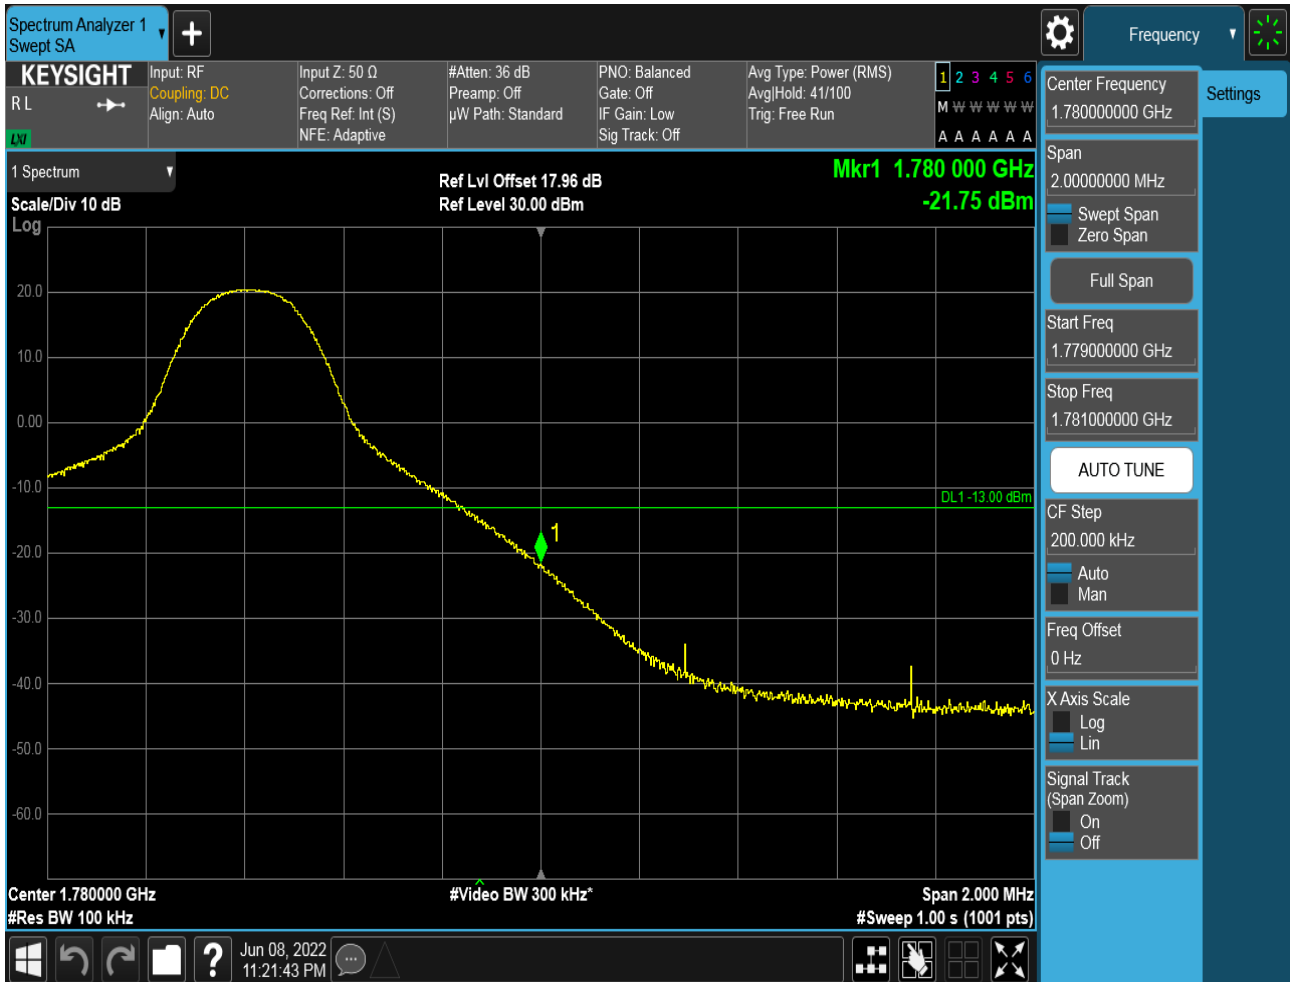 Spectrum Analyzer 1
Swept SA
Frequency
KEYSIGHT
R L
LXI
Input: RF
Coupling: DC
Align: Auto
Input Z: 50 Ω
Corrections: Off
Freq Ref: Int (S)
NFE: Adaptive
#Atten: 36 dB
Preamp: Off
µW Path: Standard
PNO: Balanced
Gate: Off
IF Gain: Low
Sig Track: Off
Avg Type: Power (RMS)
Avg|Hold: 41/100
Trig: Free Run
1 2 3 4 5 6
M W W W W W
A A A A A A
1 Spectrum
Scale/Div 10 dB
Log
Ref Lvl Offset 17.96 dB
Ref Level 30.00 dBm
Mkr1 1.780 000 GHz
-21.75 dBm
20.0
10.0
0.00
-10.0
DL1 -13.00 dBm
1
-20.0
-30.0
-40.0
-50.0
-60.0
Center 1.780000 GHz
#Res BW 100 kHz
#Video BW 300 kHz*
Span 2.000 MHz
#Sweep 1.00 s (1001 pts)
?
Jun 08, 2022
11:21:43 PM
Center Frequency
1.780000000 GHz
Settings
Span
2.00000000 MHz
Swept Span
Zero Span
Full Span
Start Freq
1.779000000 GHz
Stop Freq
1.781000000 GHz
AUTO TUNE
CF Step
200.000 kHz
Auto
Man
Freq Offset
0 Hz
X Axis Scale
Log
Lin
Signal Track
(Span Zoom)
On
Off